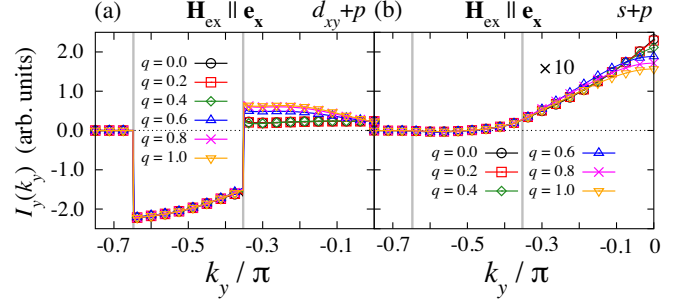 (a) H_ex || e_x d_xy+p (b) H_ex || e_x s+p
I_y(k_y) (arb. units)
2.0
1.0
0.0
-1.0
-2.0
q = 0.0
q = 0.2
q = 0.4
q = 0.6
q = 0.8
q = 1.0
×10
q = 0.0 q = 0.6
q = 0.2 q = 0.8
q = 0.4 q = 1.0
-0.7 -0.5 -0.3 -0.1 -0.7 -0.5 -0.3 -0.1 0
k_y / π k_y / π